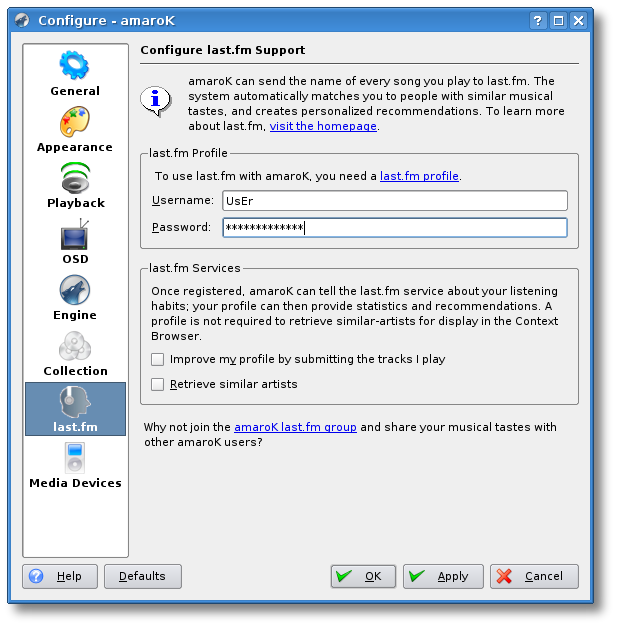 Configure - amaroK
General
Appearance
Playback
OSD
Engine
Collection
last.fm
Media Devices
Configure last.fm Support
amaroK can send the name of every song you play to last.fm. The
system automatically matches you to people with similar musical
tastes, and creates personalized recommendations. To learn more
about last.fm, visit the homepage.
last.fm Profile
To use last.fm with amaroK, you need a last.fm profile.
Username: UsEr
Password: *************
last.fm Services
Once registered, amaroK can tell the last.fm service about your listening
habits; your profile can then provide statistics and recommendations. A
profile is not required to retrieve similar-artists for display in the Context
Browser.
Improve my profile by submitting the tracks I play
Retrieve similar artists
Why not join the amaroK last.fm group and share your musical tastes with
other amaroK users?
Help Defaults OK Apply Cancel